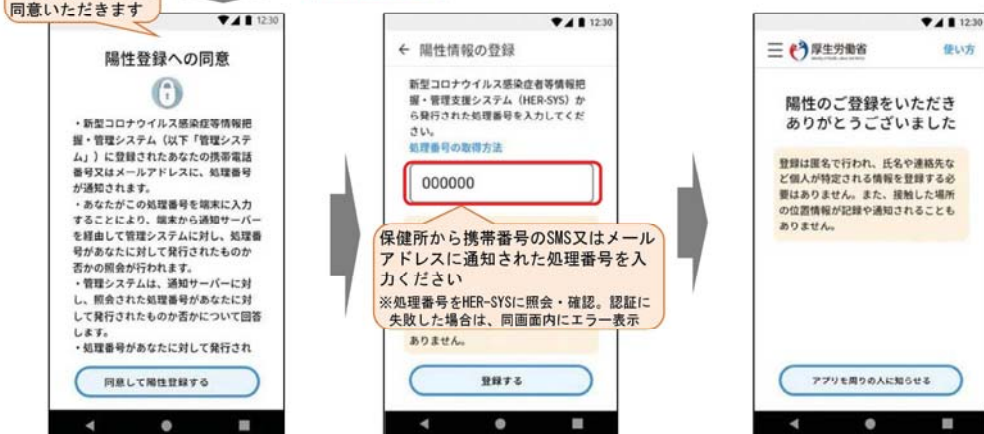 同意いただきます
12:30
陽性登録への同意
・新型コロナウイルス感染症等情報把
握・管理システム（以下「管理システ
ム」）に登録されたあなたの携帯電話
番号又はメールアドレスに、処理番号
が通知されます。
・あなたがこの処理番号を端末に入力
することにより、端末から通知サーバー
を経由して管理システムに対し、処理番
号があなたに対して発行されたものか
否かの照会が行われます。
・管理システムは、通知サーバーに対
し、照会された処理番号があなたに対
して発行されたものか否かについて回答
します。
・処理番号があなたに対して発行され
同意して陽性登録する
12:30
← 陽性情報の登録
新型コロナウイルス感染者等情報把
握・管理支援システム（HER-SYS）か
ら発行された処理番号を入力してくだ
さい。
処理番号の取得方法
000000
保健所から携帯番号のSMS又はメール
アドレスに通知された処理番号を入
力ください
※処理番号をHER-SYSに照会・確認。認証に
失敗した場合は、同画面内にエラー表示
ありません。
登録する
12:30
厚生労働省
使い方
陽性のご登録をいただき
ありがとうございました
登録は匿名で行われ、氏名や連絡先な
ど個人が特定される情報を登録する必
要はありません。また、接触した場所
の位置情報が記録や通知されることも
ありません。
アプリを周りの人に知らせる